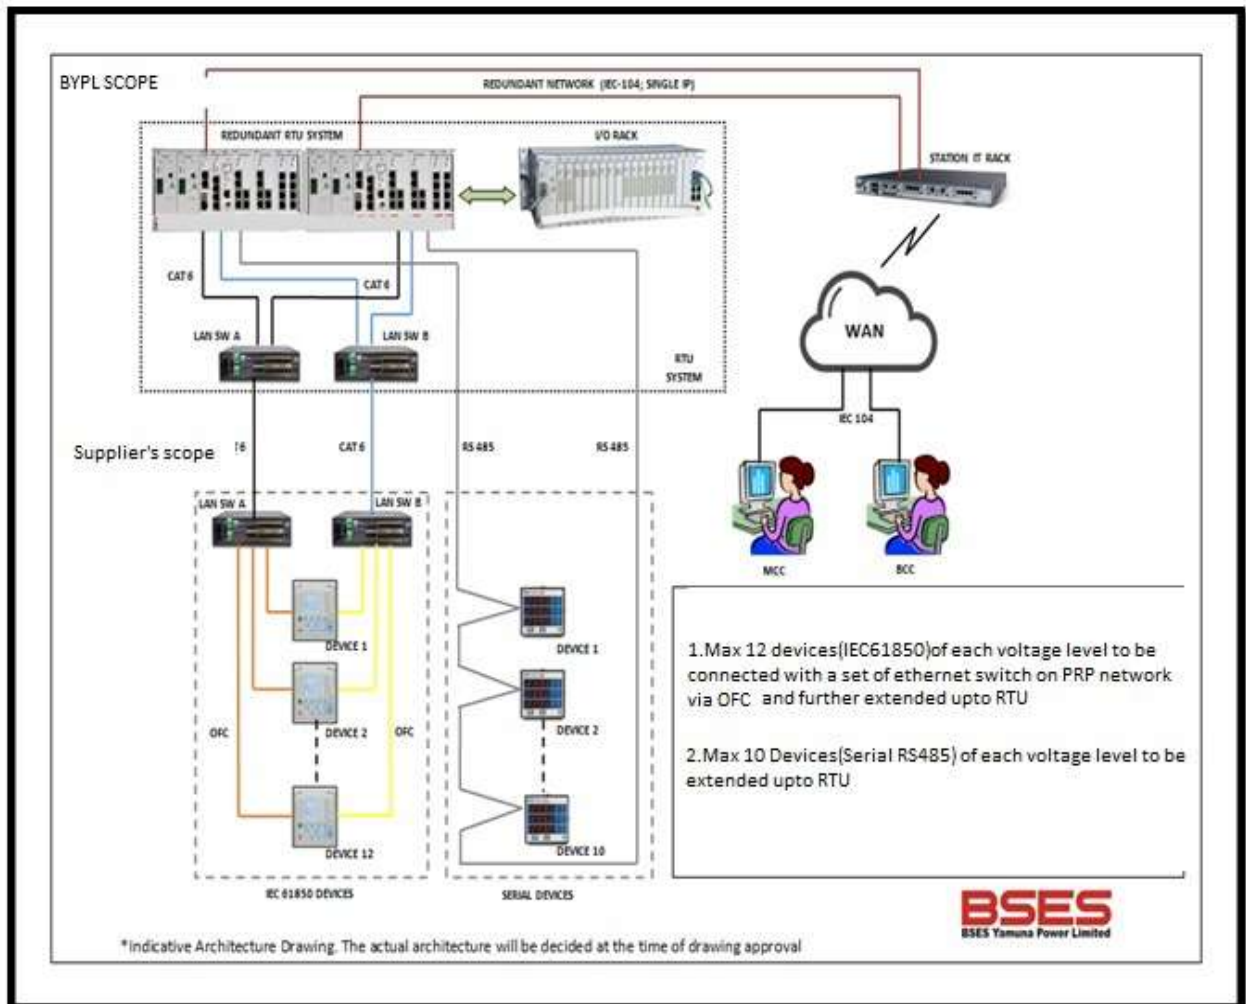 BYPL SCOPE
REDUNDANT NETWORK (IEC-104; SINGLE IP)
REDUNDANT RTU SYSTEM
I/O RACK
STATION IT RACK
CAT 6
CAT 6
LAN SW A
LAN SW B
WAN
RTU
SYSTEM
IEC 104
Supplier's scope
T6
CAT 6
RS 485
RS 485
LAN SW A
LAN SW B
MCC
BCC
DEVICE 1
DEVICE 1
DEVICE 2
DEVICE 2
OFC
OFC
DEVICE 12
DEVICE 10
IEC 61850 DEVICES
SERIAL DEVICES
1.Max 12 devices(IEC61850)of each voltage level to be
connected with a set of ethernet switch on PRP network
via OFC and further extended upto RTU
2.Max 10 Devices(Serial RS485) of each voltage level to be
extended upto RTU
BSES
BSES Yamuna Power Limited
*Indicative Architecture Drawing. The actual architecture will be decided at the time of drawing approval